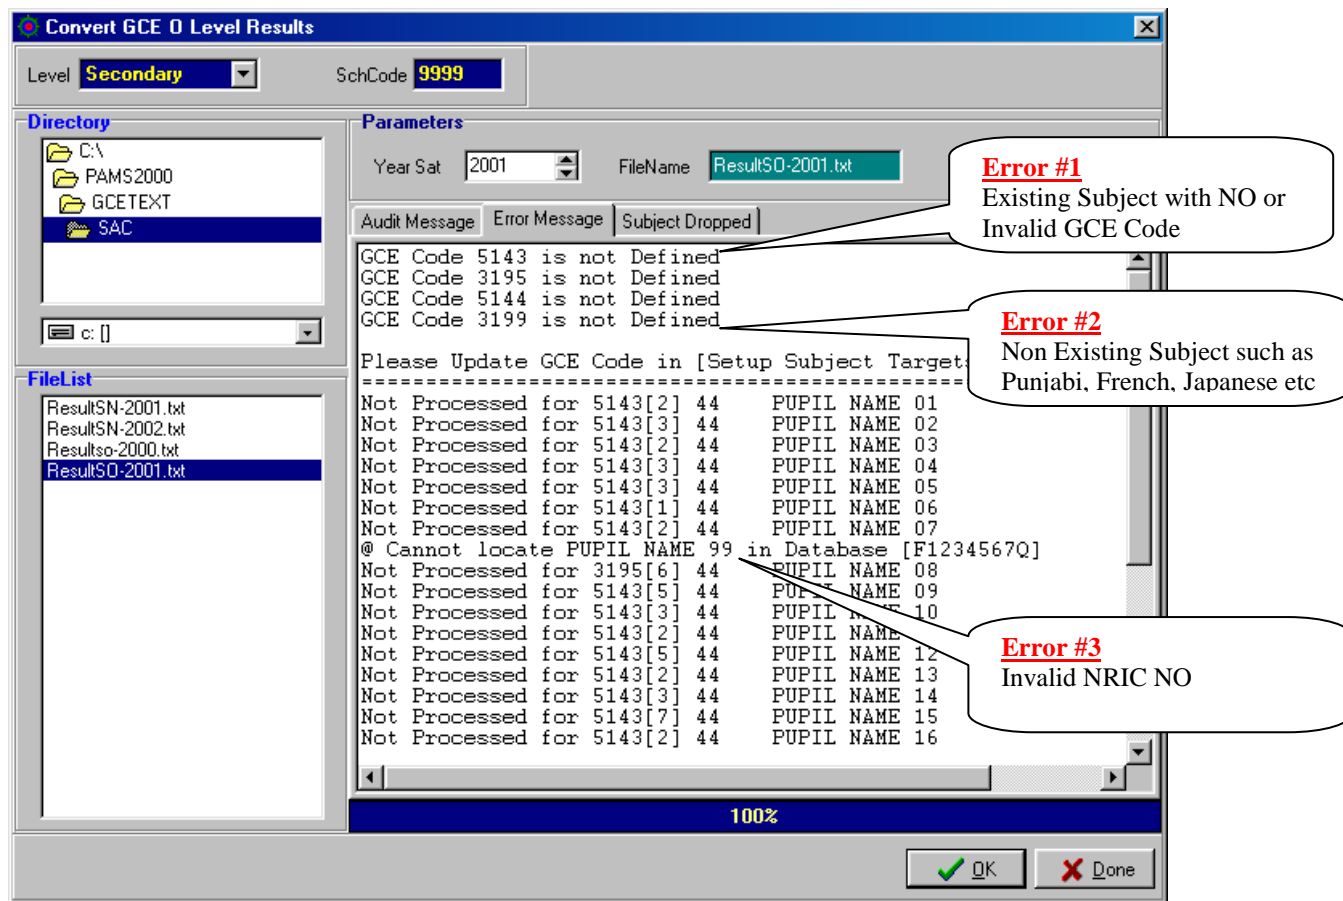 Convert GCE O Level Results
Level Secondary SchCode 9999
Directory
C:\
PAMS2000
GCETEXT
SAC
c: []
FileList
ResultSN-2001.txt
ResultSN-2002.txt
Resultso-2000.txt
ResultSO-2001.txt
Parameters
Year Sat 2001 FileName ResultSO-2001.txt
Audit Message Error Message Subject Dropped
GCE Code 5143 is not Defined
GCE Code 3195 is not Defined
GCE Code 5144 is not Defined
GCE Code 3199 is not Defined
Please Update GCE Code in [Setup Subject Targets
==================================================
Not Processed for 5143[2] 44 PUPIL NAME 01
Not Processed for 5143[3] 44 PUPIL NAME 02
Not Processed for 5143[2] 44 PUPIL NAME 03
Not Processed for 5143[3] 44 PUPIL NAME 04
Not Processed for 5143[3] 44 PUPIL NAME 05
Not Processed for 5143[1] 44 PUPIL NAME 06
Not Processed for 5143[2] 44 PUPIL NAME 07
@ Cannot locate PUPIL NAME 99 in Database [F1234567Q]
Not Processed for 3195[6] 44 PUPIL NAME 08
Not Processed for 5143[5] 44 PUPIL NAME 09
Not Processed for 5143[3] 44 PUPIL NAME 10
Not Processed for 5143[2] 44 PUPIL NAME
Not Processed for 5143[5] 44 PUPIL NAME 12
Not Processed for 5143[2] 44 PUPIL NAME 13
Not Processed for 5143[3] 44 PUPIL NAME 14
Not Processed for 5143[7] 44 PUPIL NAME 15
Not Processed for 5143[2] 44 PUPIL NAME 16
100%
OK Done
Error #1
Existing Subject with NO or
Invalid GCE Code
Error #2
Non Existing Subject such as
Punjabi, French, Japanese etc
Error #3
Invalid NRIC NO